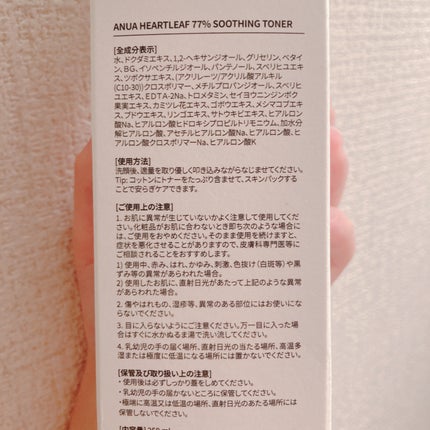 ANUA HEARTLEAF 77% SOOTHING TONER
[全成分表示]
水、ドクダミエキス、1,2-ヘキサンジオール、グリセリン、ベタイ
ン、BG、イソペンチルジオール、パンテノール、スベリヒユエキ
ス、ツボクサエキス、(アクリレーツ/アクリル酸アルキル
(C10-30))クロスポリマー、メチルプロパンジオール、スベリヒ
ユエキス、EDTA-2Na、トロメタミン、セイヨウニンジンボク
果実エキス、カミツレ花エキス、ゴボウエキス、メシマコブエキ
ス、ブドウエキス、リンゴエキス、サトウキビエキス、ヒアルロン
酸Na、ヒアルロン酸ヒドロキシプロピルトリモニウム、加水分
解ヒアルロン酸、アセチルヒアルロン酸Na、ヒアルロン酸、ヒ
アルロン酸クロスポリマーNa、ヒアルロン酸K
[使用方法]
洗顔後、適量を取り優しく叩き込みながらなじませてください。
Tip: コットンにトナーをたっぷり含ませて、スキンパックする
ことで安らぎケアできます。
[ご使用上の注意]
1. お肌に異常が生じていないかよく注意して使用してくだ
さい。化粧品がお肌に合わないとき即ち次のような場合に
は、ご使用をおやめください。そのまま使用を続けますと、
症状を悪化させることがありますので、皮膚科専門医等に
ご相談されることをおすすめします。
1) 使用中、赤み、はれ、かゆみ、刺激、色抜け(白斑等)や黒
ずみ等の異常があらわれた場合。
2) 使用したお肌に、直射日光があたって上記のような異常
があらわれた場合。
2. 傷やはれもの、湿疹等、異常のある部位にはお使いにな
らないでください。
3. 目に入らないようにご注意ください。万一目に入った場
合はすぐに水かぬるま湯で洗い流してください。
4. 乳幼児の手の届く場所、直射日光の当たる場所、高温多
湿または極度に低温になる場所には置かないでください。
[保管及び取り扱い上の注意]
・使用後は必ずしっかり蓋をしめてください。
・乳幼児の手の届かないところに保管してください。
・極端に高温又は低温の場所、直射日光のあたる場所には
保管しないでください。